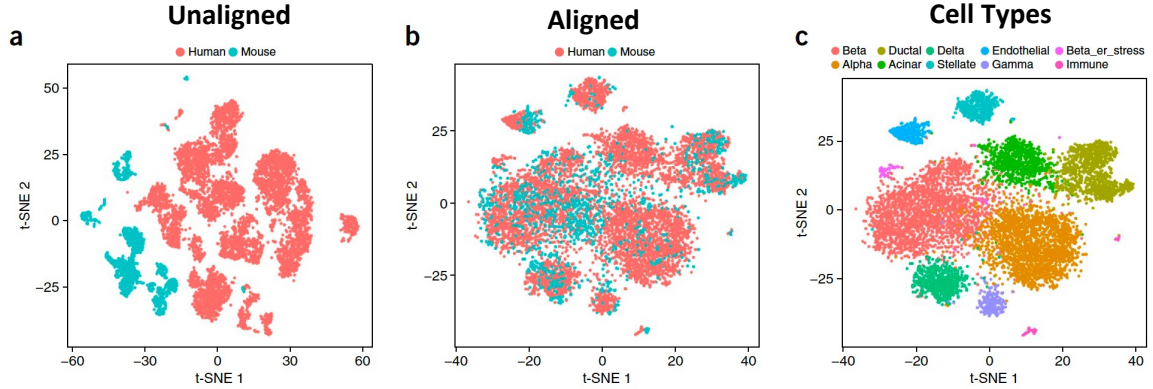 Unaligned
Aligned
Cell Types
a
b
c
Human Mouse
Human Mouse
Beta Ductal Delta Endothelial Beta_er_stress
Alpha Acinar Stellate Gamma Immune
50
25
0
−25
t-SNE 2
−60 −30 0 30 60
t-SNE 1
25
0
−25
t-SNE 2
−40 −20 0 20 40
t-SNE 1
25
0
−25
t-SNE 2
−40 −20 0 20 40
t-SNE 1